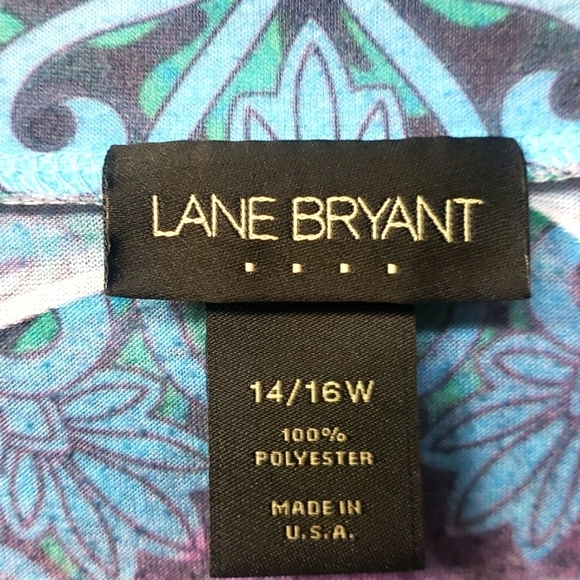 LANE BRYANT
14/16W
100%
POLYESTER
MADE IN
U.S.A.